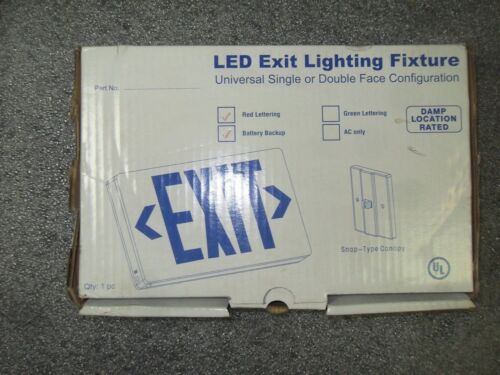 LED Exit Lighting Fixture
Universal Single or Double Face Configuration
Part No:
Red Lettering
Green Lettering
Battery Backup
AC only
DAMP
LOCATION
RATED
EXIT
Snap-Type Canopy
UL
Qty: 1 pc